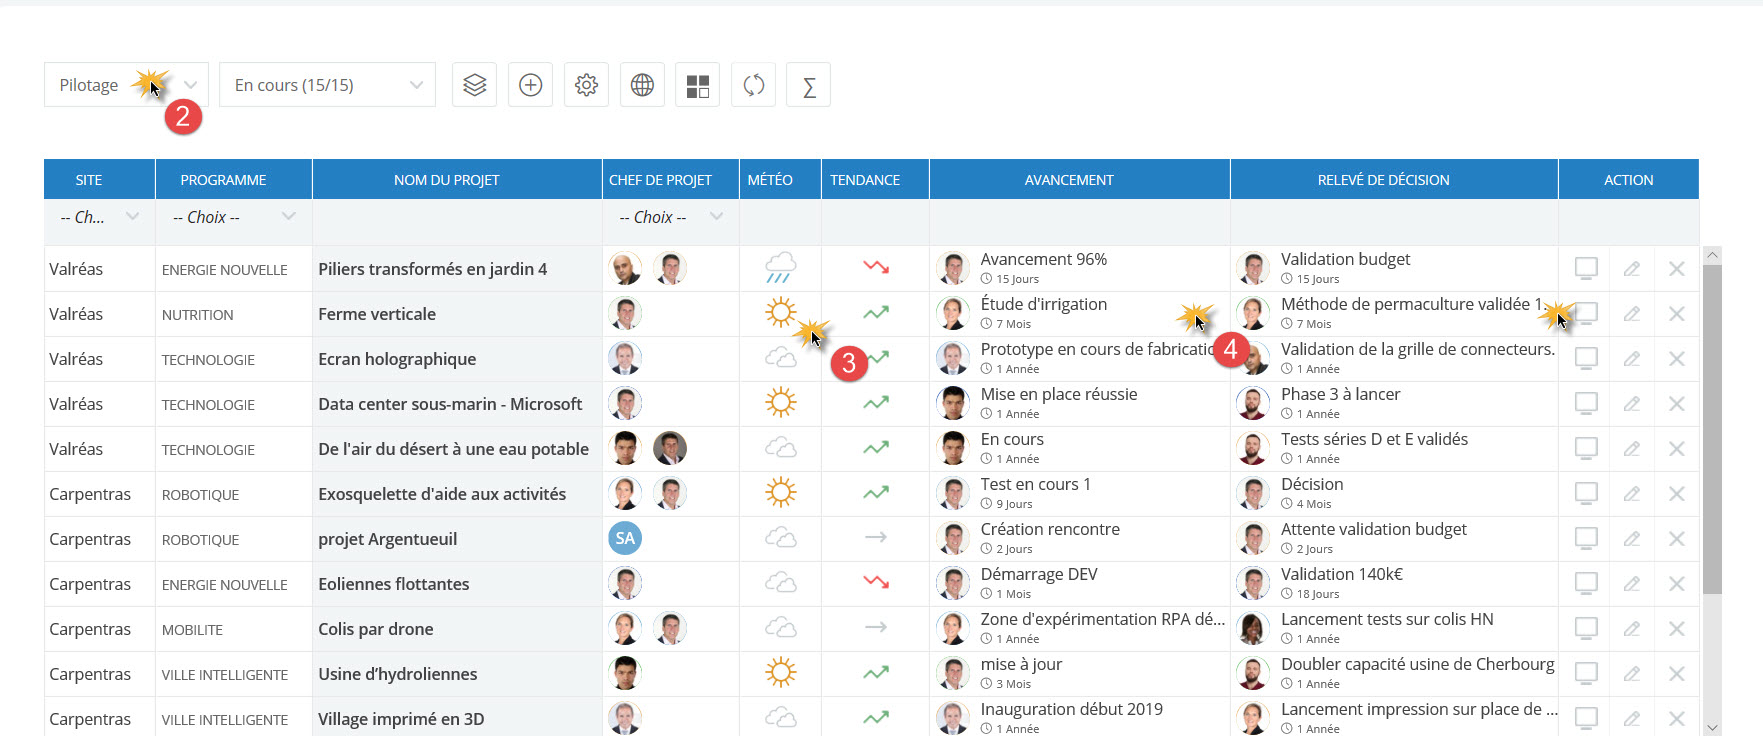 Pilotage
En cours (15/15)
∑
2
SITE PROGRAMME NOM DU PROJET CHEF DE PROJET MÉTÉO TENDANCE AVANCEMENT RELEVÉ DE DÉCISION ACTION
-- Ch... -- Choix -- -- Choix --
Valréas ENERGIE NOUVELLE Piliers transformés en jardin 4 Avancement 96% Validation budget
15 Jours 15 Jours
Valréas NUTRITION Ferme verticale Étude d'irrigation Méthode de permaculture validée 1...
7 Mois 7 Mois
3
4
Valréas TECHNOLOGIE Ecran holographique Prototype en cours de fabricatio Validation de la grille de connecteurs.
1 Année 1 Année
Valréas TECHNOLOGIE Data center sous-marin - Microsoft Mise en place réussie Phase 3 à lancer
1 Année 1 Année
Valréas TECHNOLOGIE De l'air du désert à une eau potable En cours Tests séries D et E validés
1 Année 1 Année
Carpentras ROBOTIQUE Exosquelette d'aide aux activités Test en cours 1 Décision
9 Jours 4 Mois
Carpentras ROBOTIQUE projet Argentueuil SA Création rencontre Attente validation budget
2 Jours 2 Jours
Carpentras ENERGIE NOUVELLE Eoliennes flottantes Démarrage DEV Validation 140k€
1 Mois 18 Jours
Carpentras MOBILITE Colis par drone Zone d'expérimentation RPA dé... Lancement tests sur colis HN
1 Année 1 Année
Carpentras VILLE INTELLIGENTE Usine d’hydroliennes mise à jour Doubler capacité usine de Cherbourg
3 Mois 1 Année
Carpentras VILLE INTELLIGENTE Village imprimé en 3D Inauguration début 2019 Lancement impression sur place de ...
1 Année 1 Année